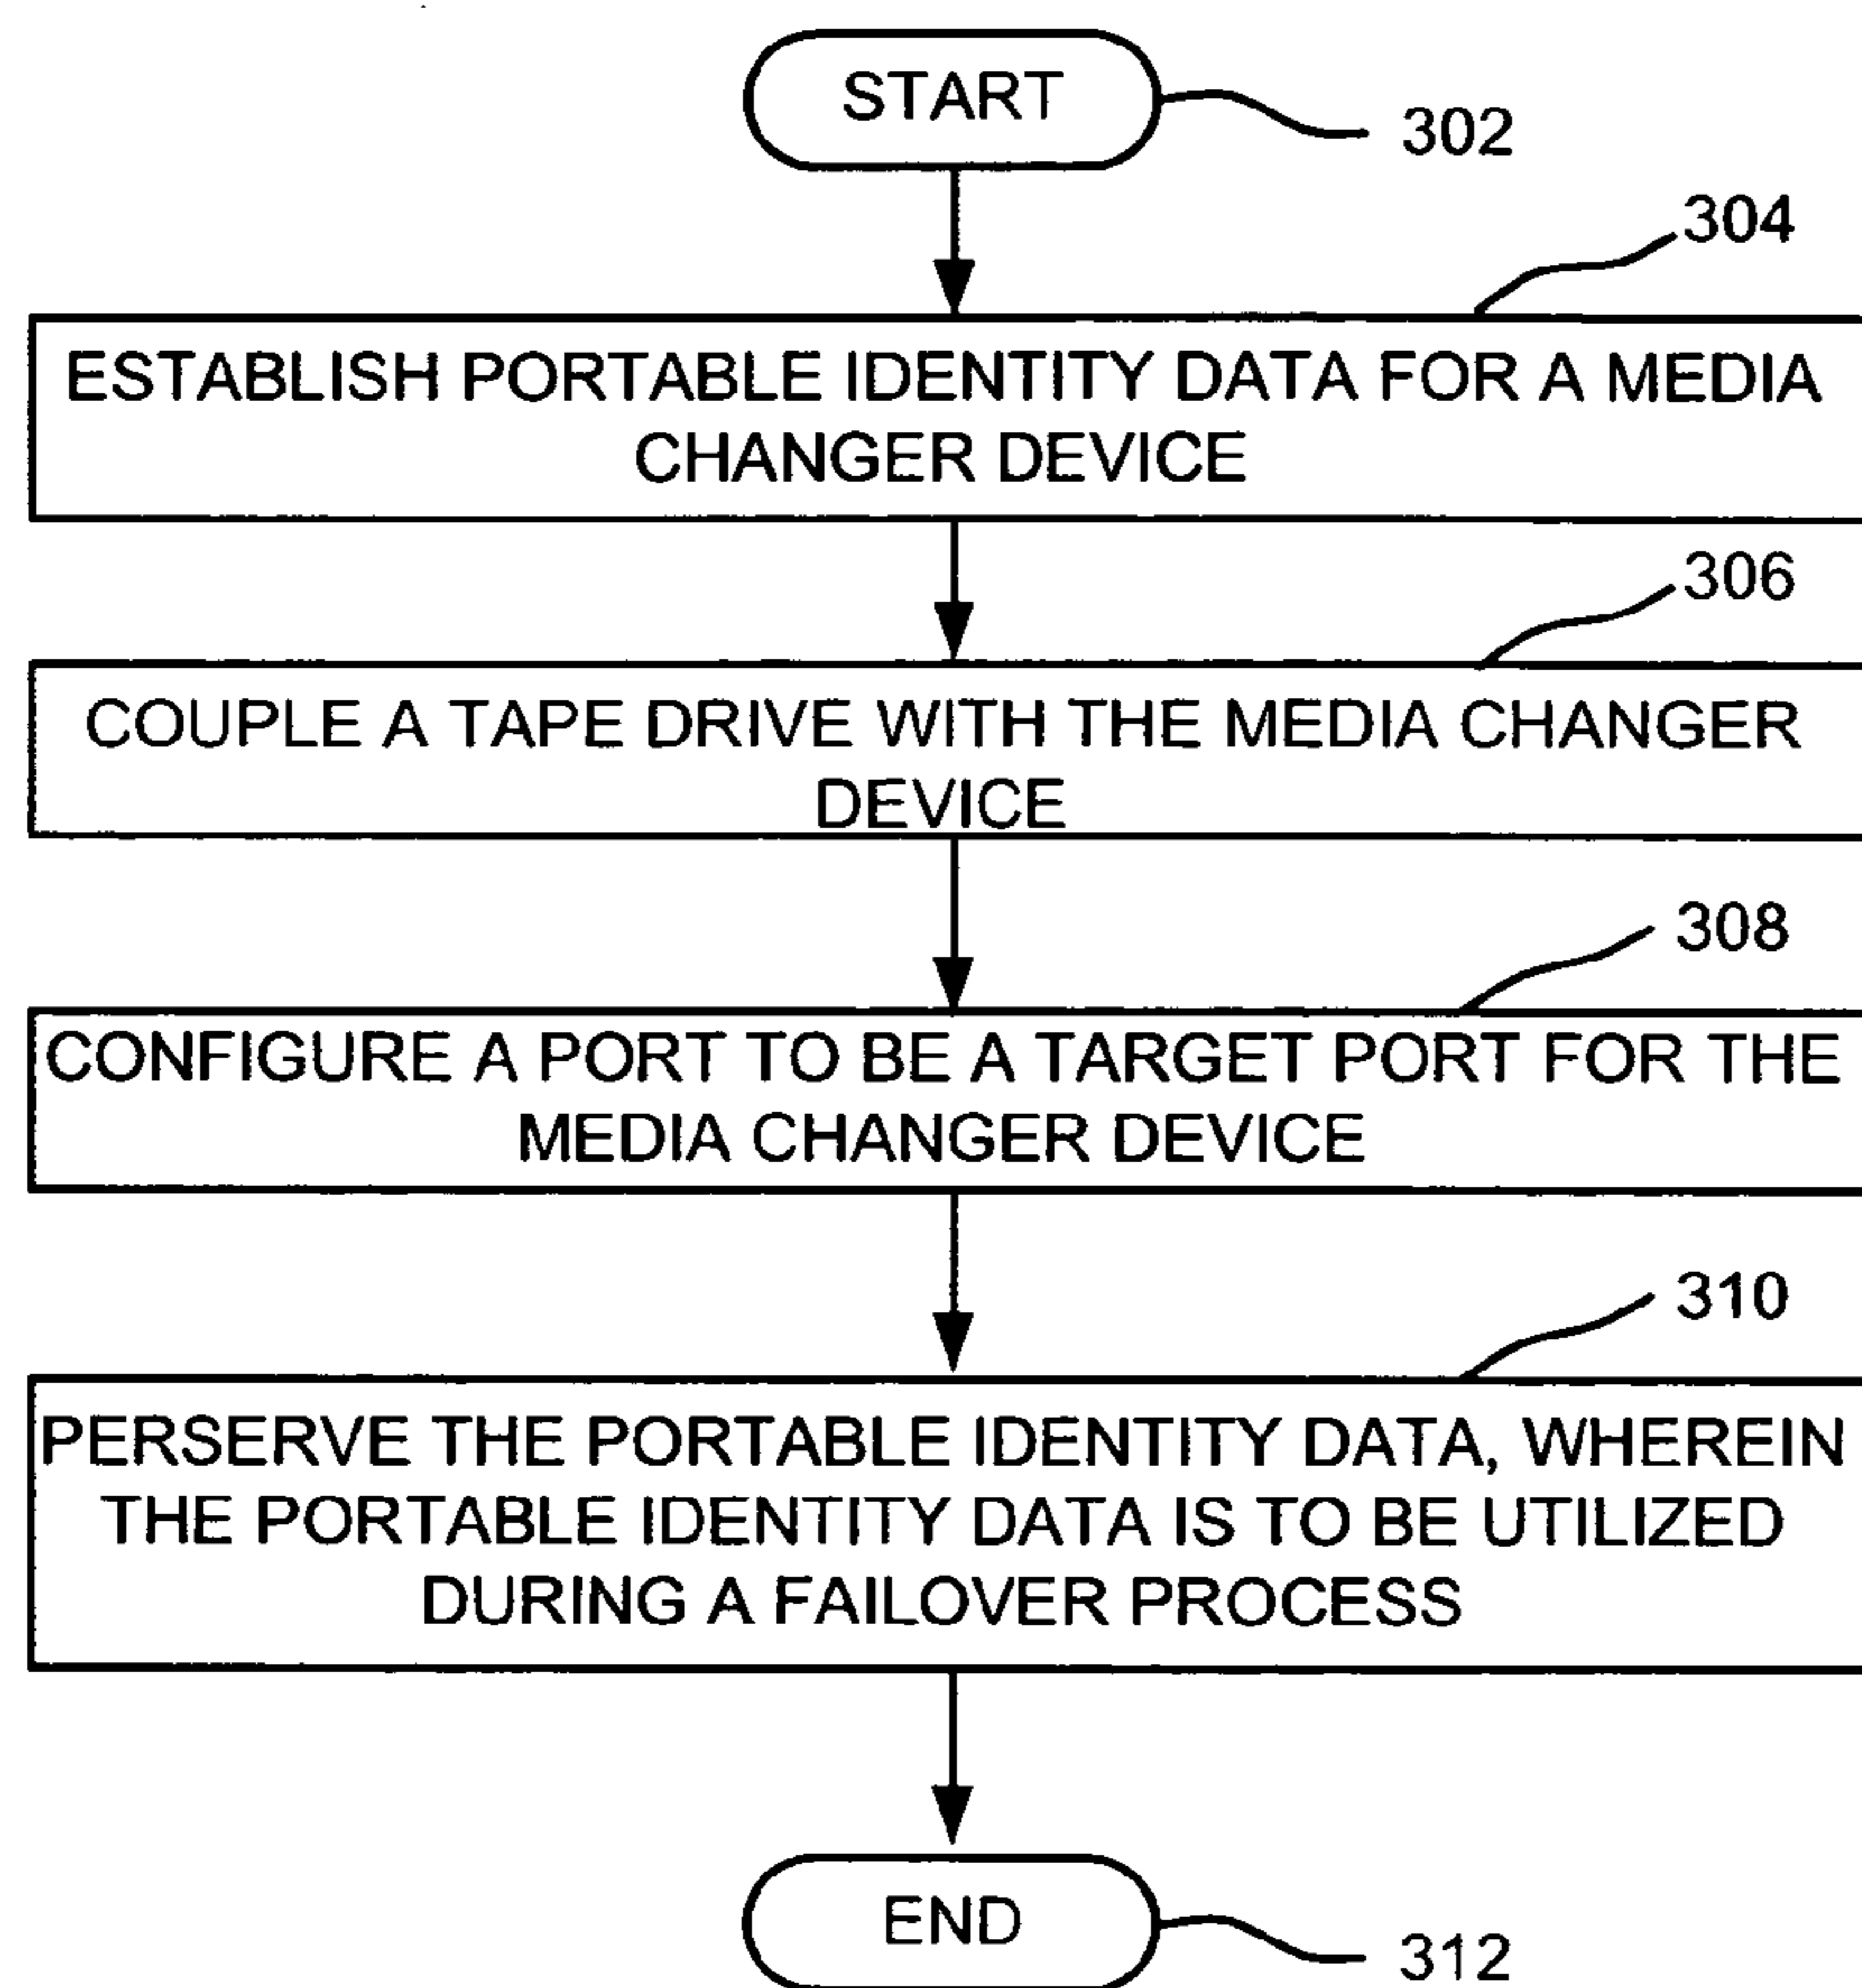 START
302
304
ESTABLISH PORTABLE IDENTITY DATA FOR A MEDIA
CHANGER DEVICE
306
COUPLE A TAPE DRIVE WITH THE MEDIA CHANGER
DEVICE
308
CONFIGURE A PORT TO BE A TARGET PORT FOR THE
MEDIA CHANGER DEVICE
310
PERSERVE THE PORTABLE IDENTITY DATA, WHEREIN
THE PORTABLE IDENTITY DATA IS TO BE UTILIZED
DURING A FAILOVER PROCESS
END
312